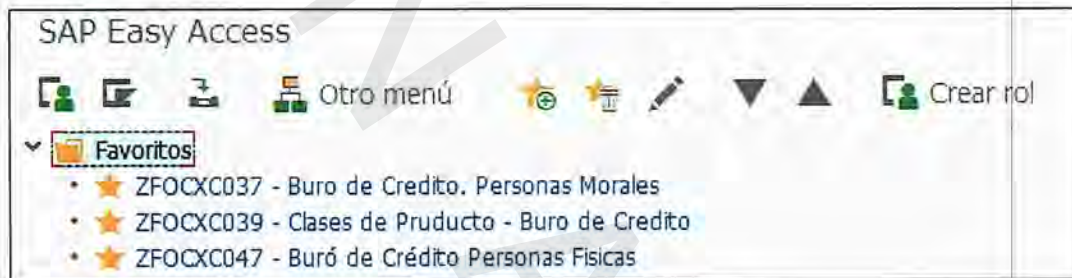 SAP Easy Access
Otro menú Crear rol
Favoritos
ZFOCXC037 - Buro de Credito. Personas Morales
ZFOCXC039 - Clases de Pruducto - Buro de Credito
ZFOCXC047 - Buró de Crédito Personas Fisicas